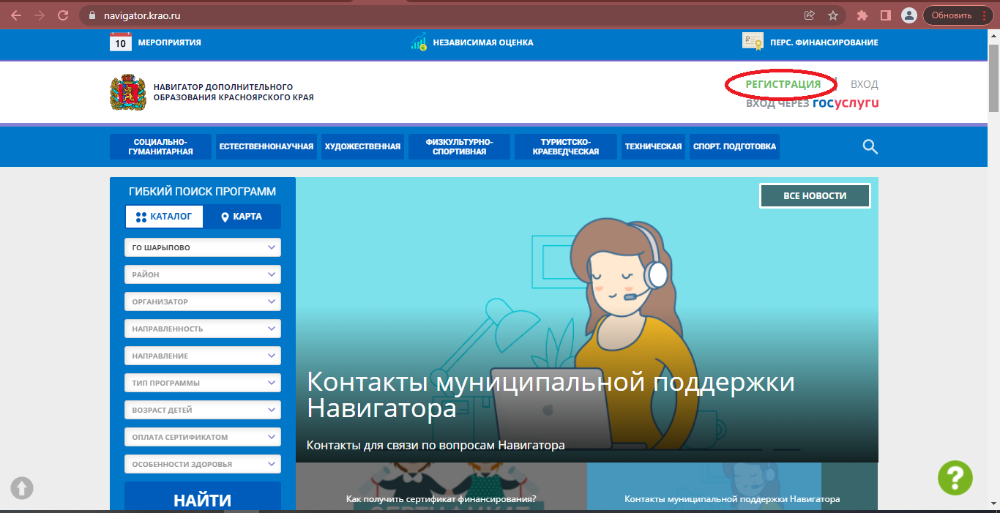 navigator.krao.ru
Обновить
10
МЕРОПРИЯТИЯ
НЕЗАВИСИМАЯ ОЦЕНКА
ПЕРС. ФИНАНСИРОВАНИЕ
НАВИГАТОР ДОПОЛНИТЕЛЬНОГО
ОБРАЗОВАНИЯ КРАСНОЯРСКОГО КРАЯ
РЕГИСТРАЦИЯ
ВХОД
ВХОД ЧЕРЕЗ госуслуги
СОЦИАЛЬНО-
ГУМАНИТАРНАЯ
ЕСТЕСТВЕННОНАУЧНАЯ
ХУДОЖЕСТВЕННАЯ
ФИЗКУЛЬТУРНО-
СПОРТИВНАЯ
ТУРИСТСКО-
КРАЕВЕДЧЕСКАЯ
ТЕХНИЧЕСКАЯ
СПОРТ. ПОДГОТОВКА
ГИБКИЙ ПОИСК ПРОГРАММ
КАТАЛОГ
КАРТА
ГО ШАРЫПОВО
РАЙОН
ОРГАНИЗАТОР
НАПРАВЛЕННОСТЬ
НАПРАВЛЕНИЕ
ТИП ПРОГРАММЫ
ВОЗРАСТ ДЕТЕЙ
ОПЛАТА СЕРТИФИКАТОМ
ОСОБЕННОСТИ ЗДОРОВЬЯ
НАЙТИ
ВСЕ НОВОСТИ
Контакты муниципальной поддержки
Навигатора
Контакты для связи по вопросам Навигатора
Как получить сертификат финансирования?
СЕРТИФИКАТ
Контакты муниципальной поддержки Навигатора
?